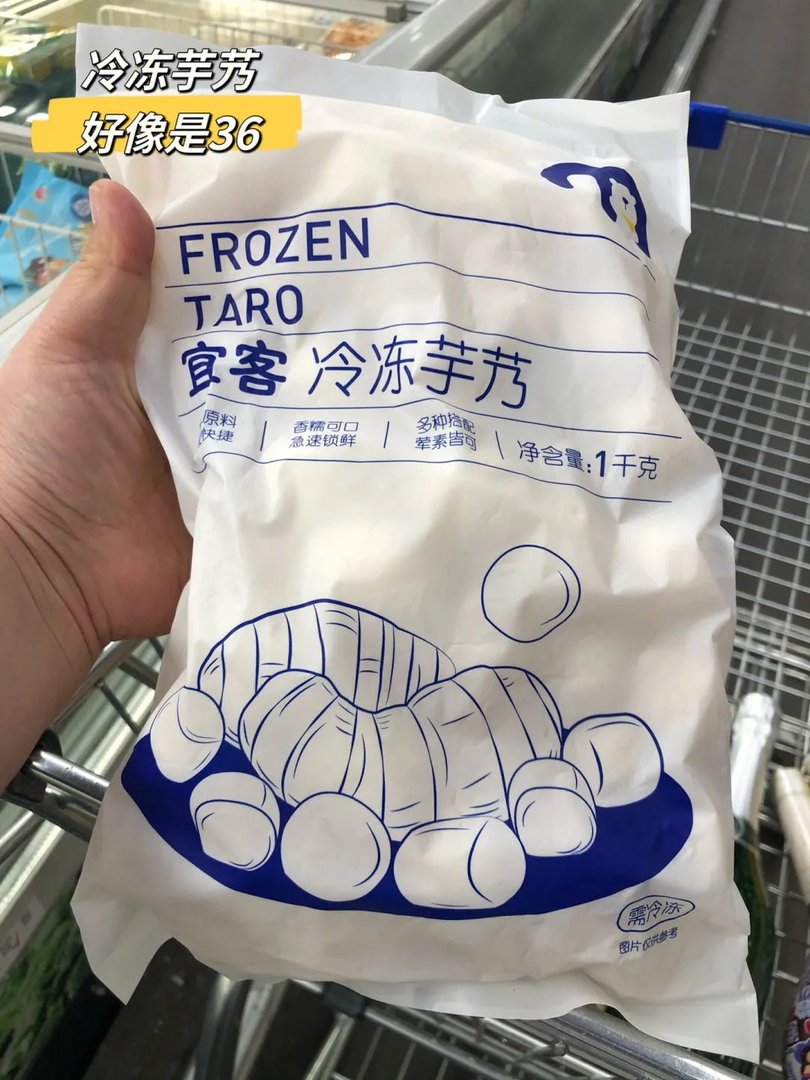 冷冻芋艿
好像是36
FROZEN
TARO
宜客 冷冻芋艿
原料 香糯可口 多种搭配
快捷 急速锁鲜 荤素皆可 净含量:1千克
需冷冻
图片仅供参考